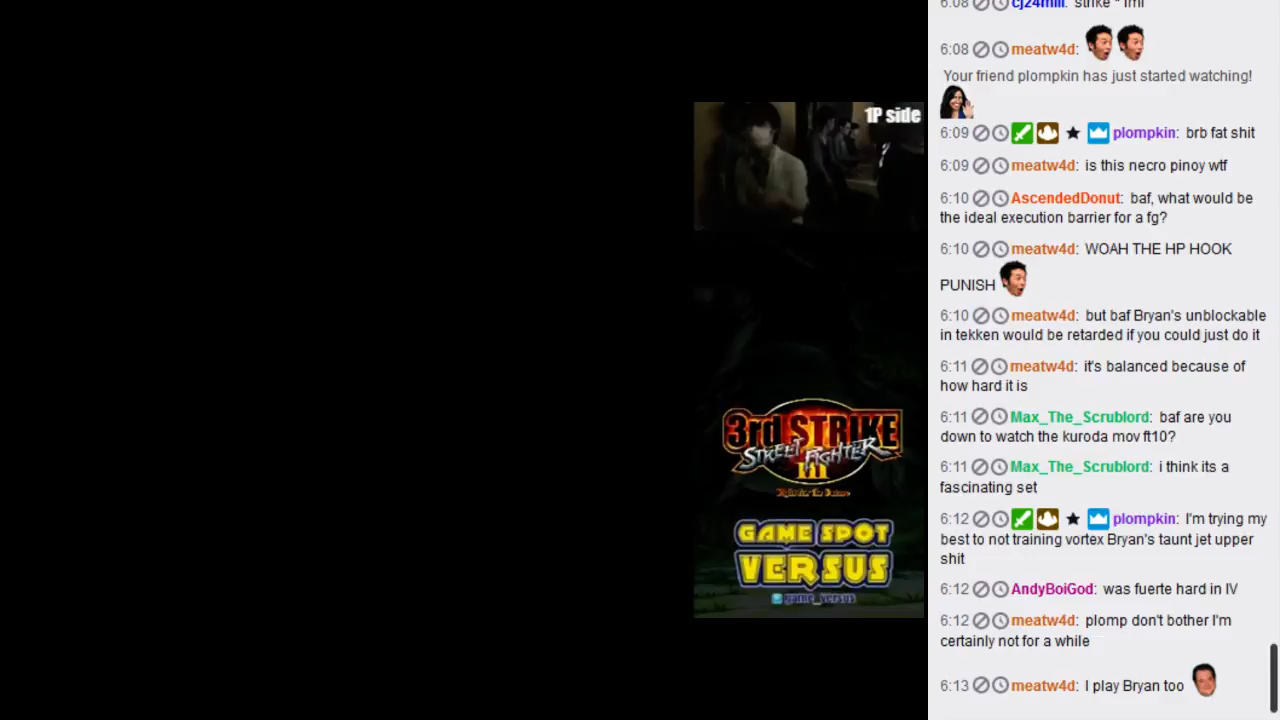 1P side
3rd STRIKE
STREET FIGHTER
III
Fight for the Future
GAME SPOT
VERSUS
game_versus
6:08 cj24mill: strike * lml
6:08 meatw4d:
Your friend plompkin has just started watching!
6:09 plompkin: brb fat shit
6:09 meatw4d: is this necro pinoy wtf
6:10 AscendedDonut: baf, what would be
the ideal execution barrier for a fg?
6:10 meatw4d: WOAH THE HP HOOK
PUNISH
6:10 meatw4d: but baf Bryan's unblockable
in tekken would be retarded if you could just do it
6:11 meatw4d: it's balanced because of
how hard it is
6:11 Max_The_Scrublord: baf are you
down to watch the kuroda mov ft10?
6:11 Max_The_Scrublord: i think its a
fascinating set
6:12 plompkin: I'm trying my
best to not training vortex Bryan's taunt jet upper
shit
6:12 AndyBoiGod: was fuerte hard in IV
6:12 meatw4d: plomp don't bother I'm
certainly not for a while
6:13 meatw4d: I play Bryan too